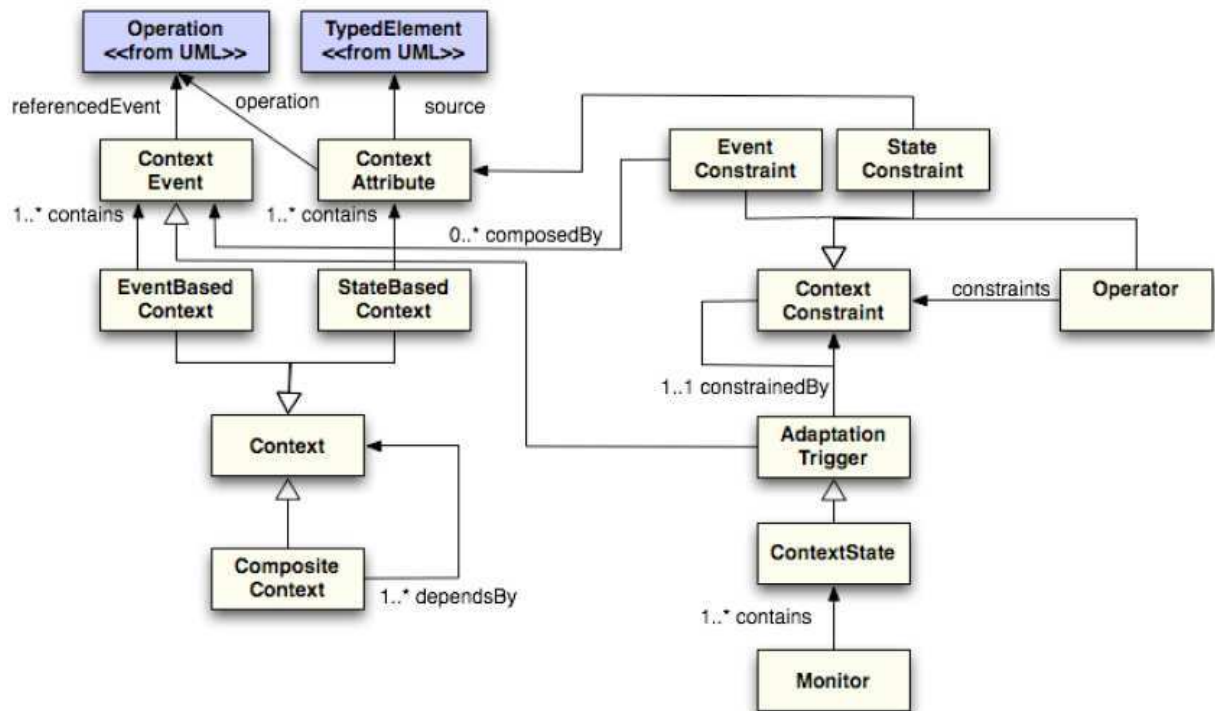 Operation
<<from UML>>
TypedElement
<<from UML>>
referencedEvent
operation
source
Context
Event
Context
Attribute
Event
Constraint
State
Constraint
1..* contains
1..* contains
0..* composedBy
EventBased
Context
StateBased
Context
Context
Constraint
constraints
Operator
1..1 constrainedBy
Context
Adaptation
Trigger
Composite
Context
1..* dependsBy
ContextState
1..* contains
Monitor